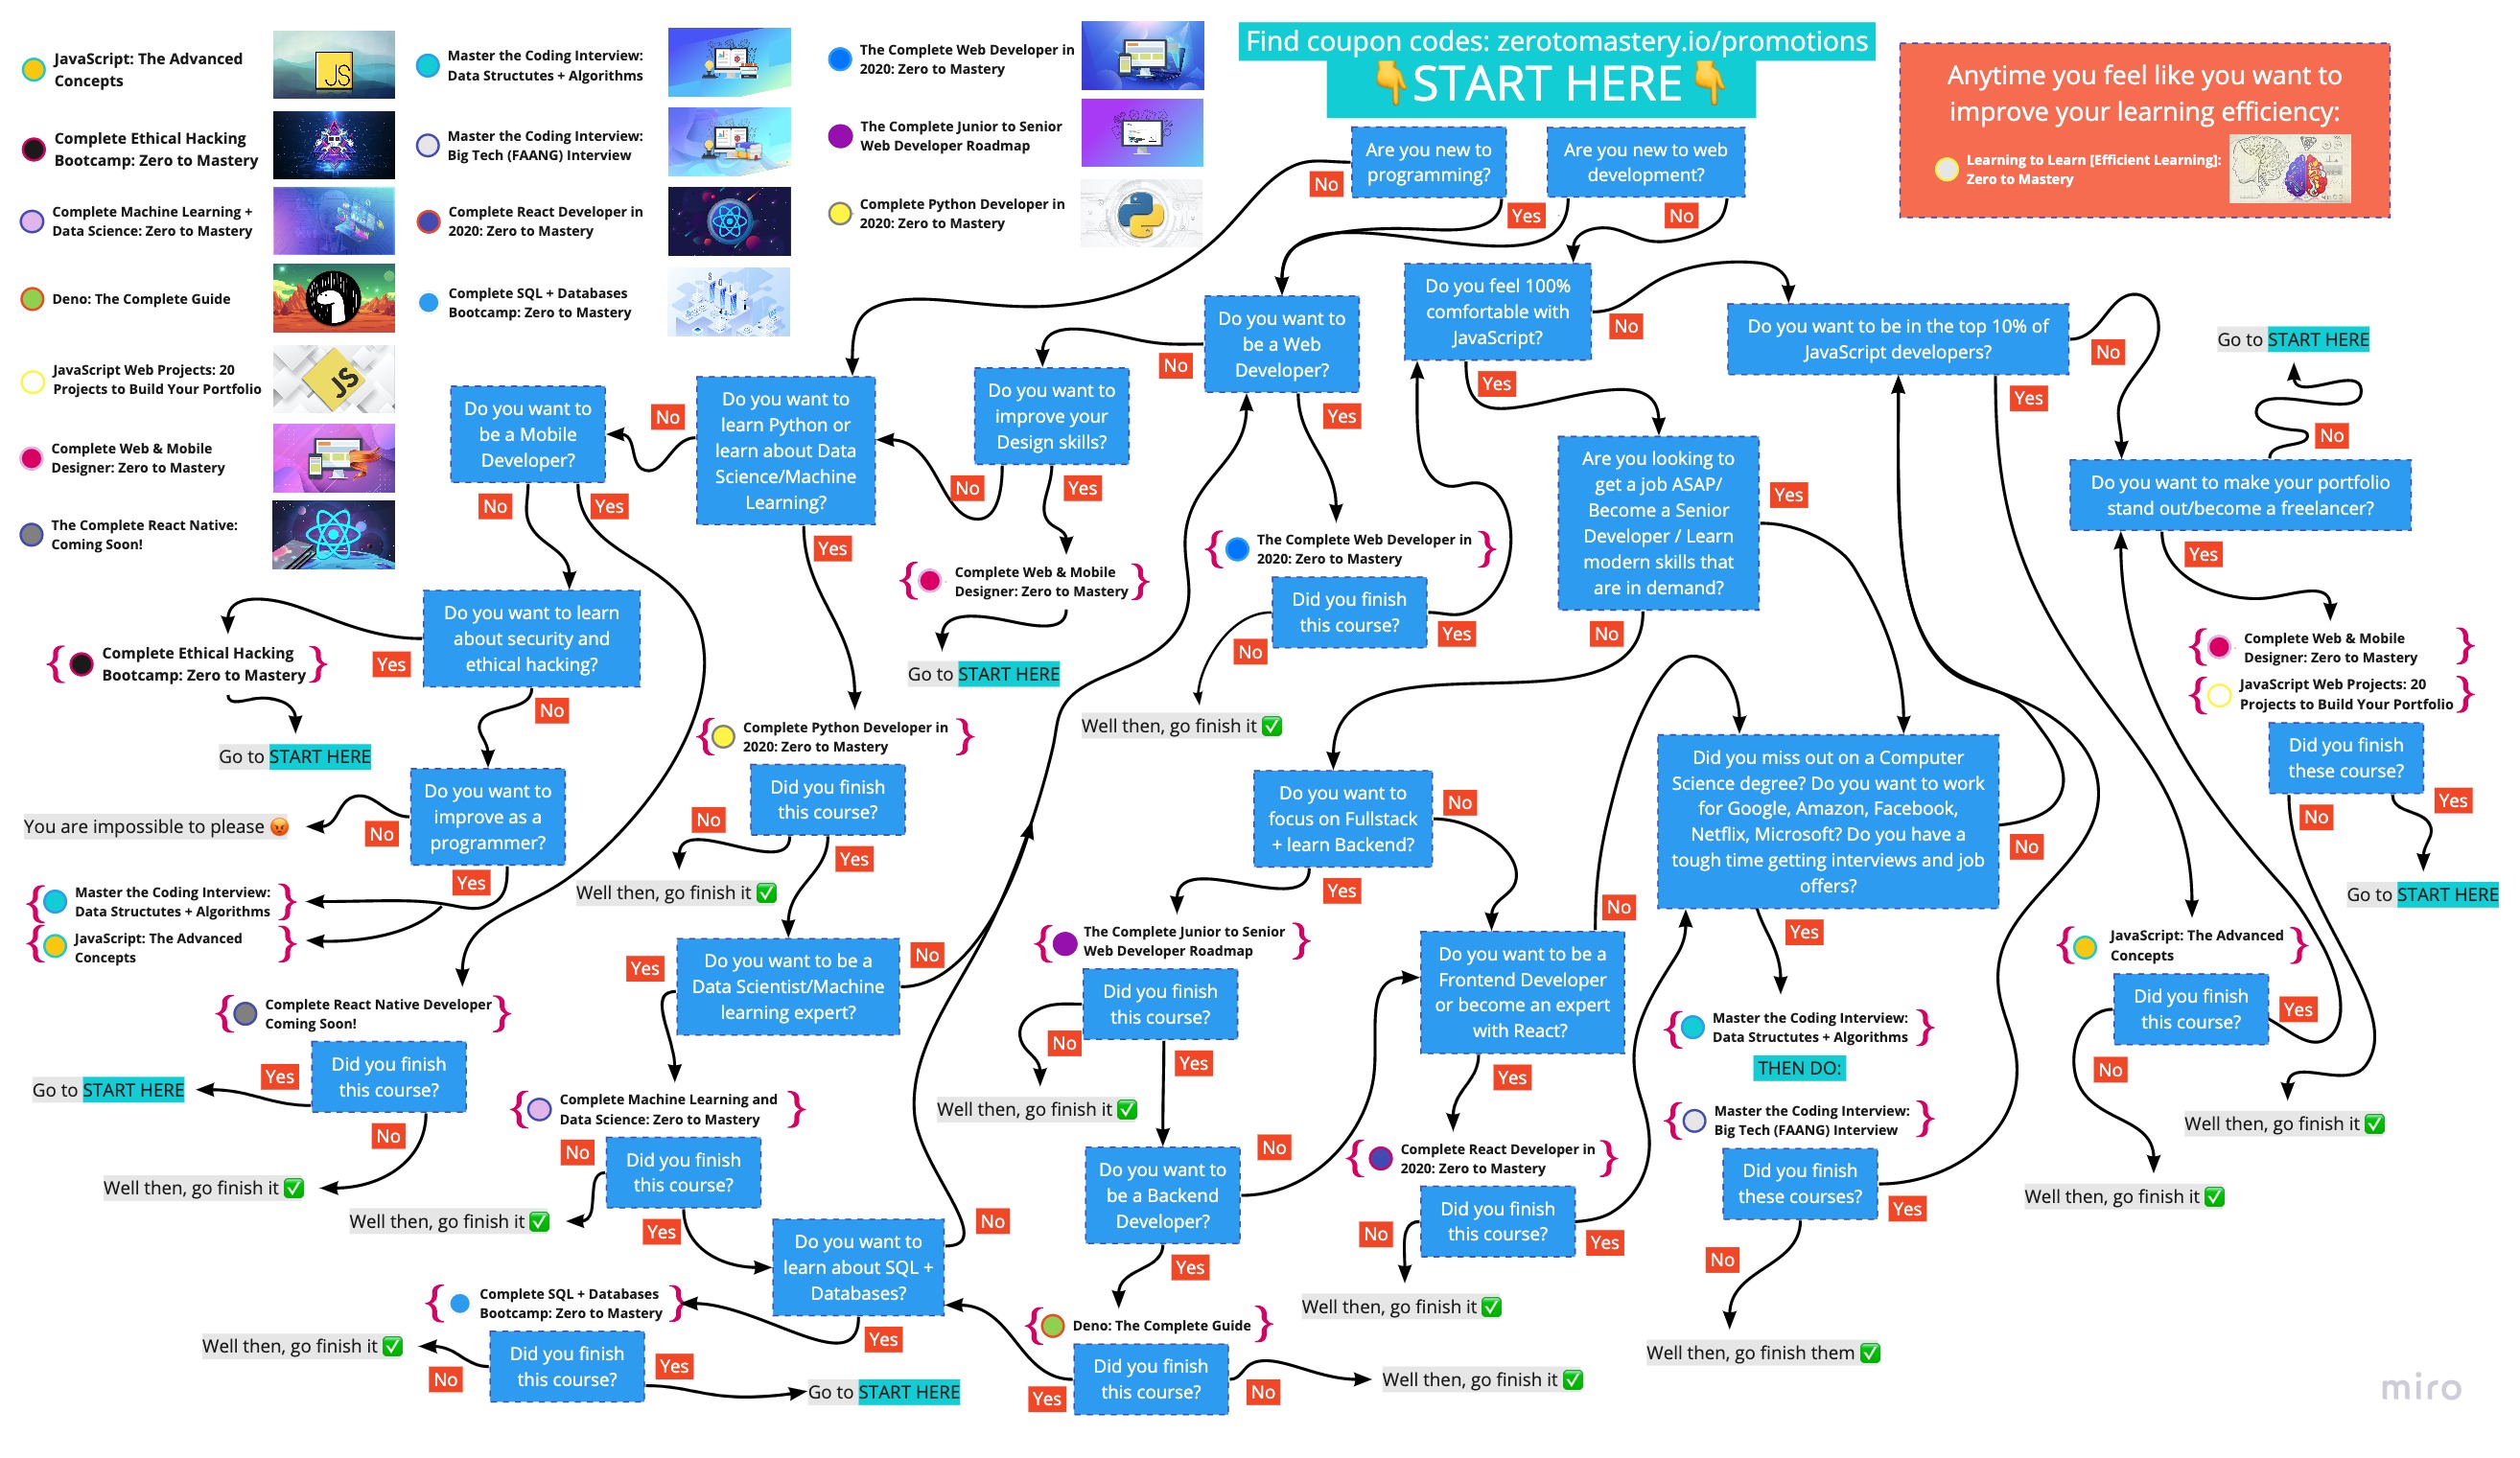 JavaScript: The Advanced
Concepts
Complete Ethical Hacking
Bootcamp: Zero to Mastery
Complete Machine Learning +
Data Science: Zero to Mastery
Deno: The Complete Guide
JavaScript Web Projects: 20
Projects to Build Your Portfolio
Complete Web & Mobile
Designer: Zero to Mastery
The Complete React Native:
Coming Soon!
JS
JS
Master the Coding Interview:
Data Structutes + Algorithms
Master the Coding Interview:
Big Tech (FAANG) Interview
Complete React Developer in
2020: Zero to Mastery
Complete SQL + Databases
Bootcamp: Zero to Mastery
S Q L
The Complete Web Developer in
2020: Zero to Mastery
The Complete Junior to Senior
Web Developer Roadmap
Complete Python Developer in
2020: Zero to Mastery
Find coupon codes: zerotomastery.io/promotions
👇START HERE👇
Anytime you feel like you want to
improve your learning efficiency:
Learning to Learn [Efficient Learning]:
Zero to Mastery
Are you new to
programming?
No
Yes
Are you new to web
development?
No
Do you want to
be a Web
Developer?
No
Yes
Do you feel 100%
comfortable with
JavaScript?
No
Yes
Do you want to be in the top 10% of
JavaScript developers?
No
Yes
Go to START HERE
No
Do you want to make your portfolio
stand out/become a freelancer?
Yes
Do you want to
be a Mobile
Developer?
No
Yes
No
Do you want to
learn Python or
learn about Data
Science/Machine
Learning?
Yes
Do you want to
improve your
Design skills?
No
Yes
Complete Web & Mobile
Designer: Zero to Mastery
Go to START HERE
The Complete Web Developer in
2020: Zero to Mastery
Did you finish
this course?
No
Yes
Well then, go finish it ✅
Are you looking to
get a job ASAP/
Become a Senior
Developer / Learn
modern skills that
are in demand?
Yes
No
Do you want to learn
about security and
ethical hacking?
Yes
No
Complete Ethical Hacking
Bootcamp: Zero to Mastery
Go to START HERE
Do you want to
improve as a
programmer?
No
Yes
You are impossible to please 😡
Master the Coding Interview:
Data Structutes + Algorithms
JavaScript: The Advanced
Concepts
Complete React Native Developer
Coming Soon!
Did you finish
this course?
Yes
No
Go to START HERE
Well then, go finish it ✅
Complete Python Developer in
2020: Zero to Mastery
Did you finish
this course?
No
Yes
Well then, go finish it ✅
Do you want to be a
Data Scientist/Machine
learning expert?
Yes
No
Complete Machine Learning and
Data Science: Zero to Mastery
Did you finish
this course?
No
Yes
Well then, go finish it ✅
Do you want to
learn about SQL +
Databases?
No
Yes
Complete SQL + Databases
Bootcamp: Zero to Mastery
Did you finish
this course?
No
Yes
Well then, go finish it ✅
Go to START HERE
Do you want to
focus on Fullstack
+ learn Backend?
No
Yes
The Complete Junior to Senior
Web Developer Roadmap
Did you finish
this course?
No
Yes
Well then, go finish it ✅
Do you want to
be a Backend
Developer?
No
Yes
Deno: The Complete Guide
Did you finish
this course?
Yes
No
Well then, go finish it ✅
Do you want to be a
Frontend Developer
or become an expert
with React?
No
Yes
Complete React Developer in
2020: Zero to Mastery
Did you finish
this course?
No
Yes
Well then, go finish it ✅
Did you miss out on a Computer
Science degree? Do you want to work
for Google, Amazon, Facebook,
Netflix, Microsoft? Do you have a
tough time getting interviews and job
offers?
No
Yes
Master the Coding Interview:
Data Structutes + Algorithms
THEN DO:
Master the Coding Interview:
Big Tech (FAANG) Interview
Did you finish
these courses?
Yes
No
Well then, go finish them ✅
Complete Web & Mobile
Designer: Zero to Mastery
JavaScript Web Projects: 20
Projects to Build Your Portfolio
Did you finish
these course?
No
Yes
Go to START HERE
Well then, go finish it ✅
JavaScript: The Advanced
Concepts
Did you finish
this course?
Yes
No
Well then, go finish it ✅
miro